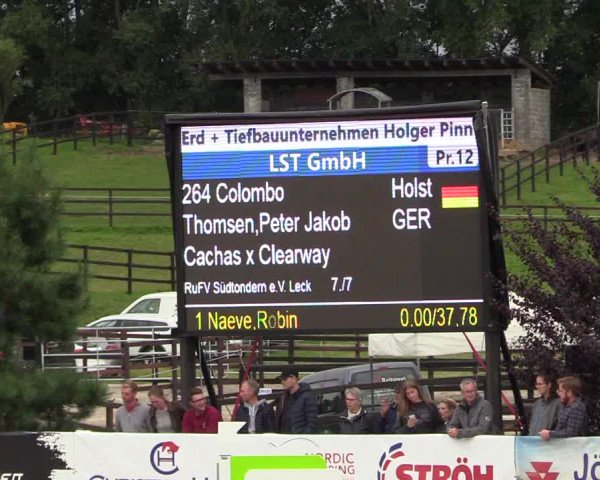 Erd + Tiefbauunternehmen Holger Pinn
LST GmbH Pr.12
264 Colombo Holst
Thomsen,Peter Jakob GER
Cachas x Clearway
RuFV Südtondern e.V. Leck 7./7
1 Naeve,Robin 0.00/37.78
NORDIC
STRÖH